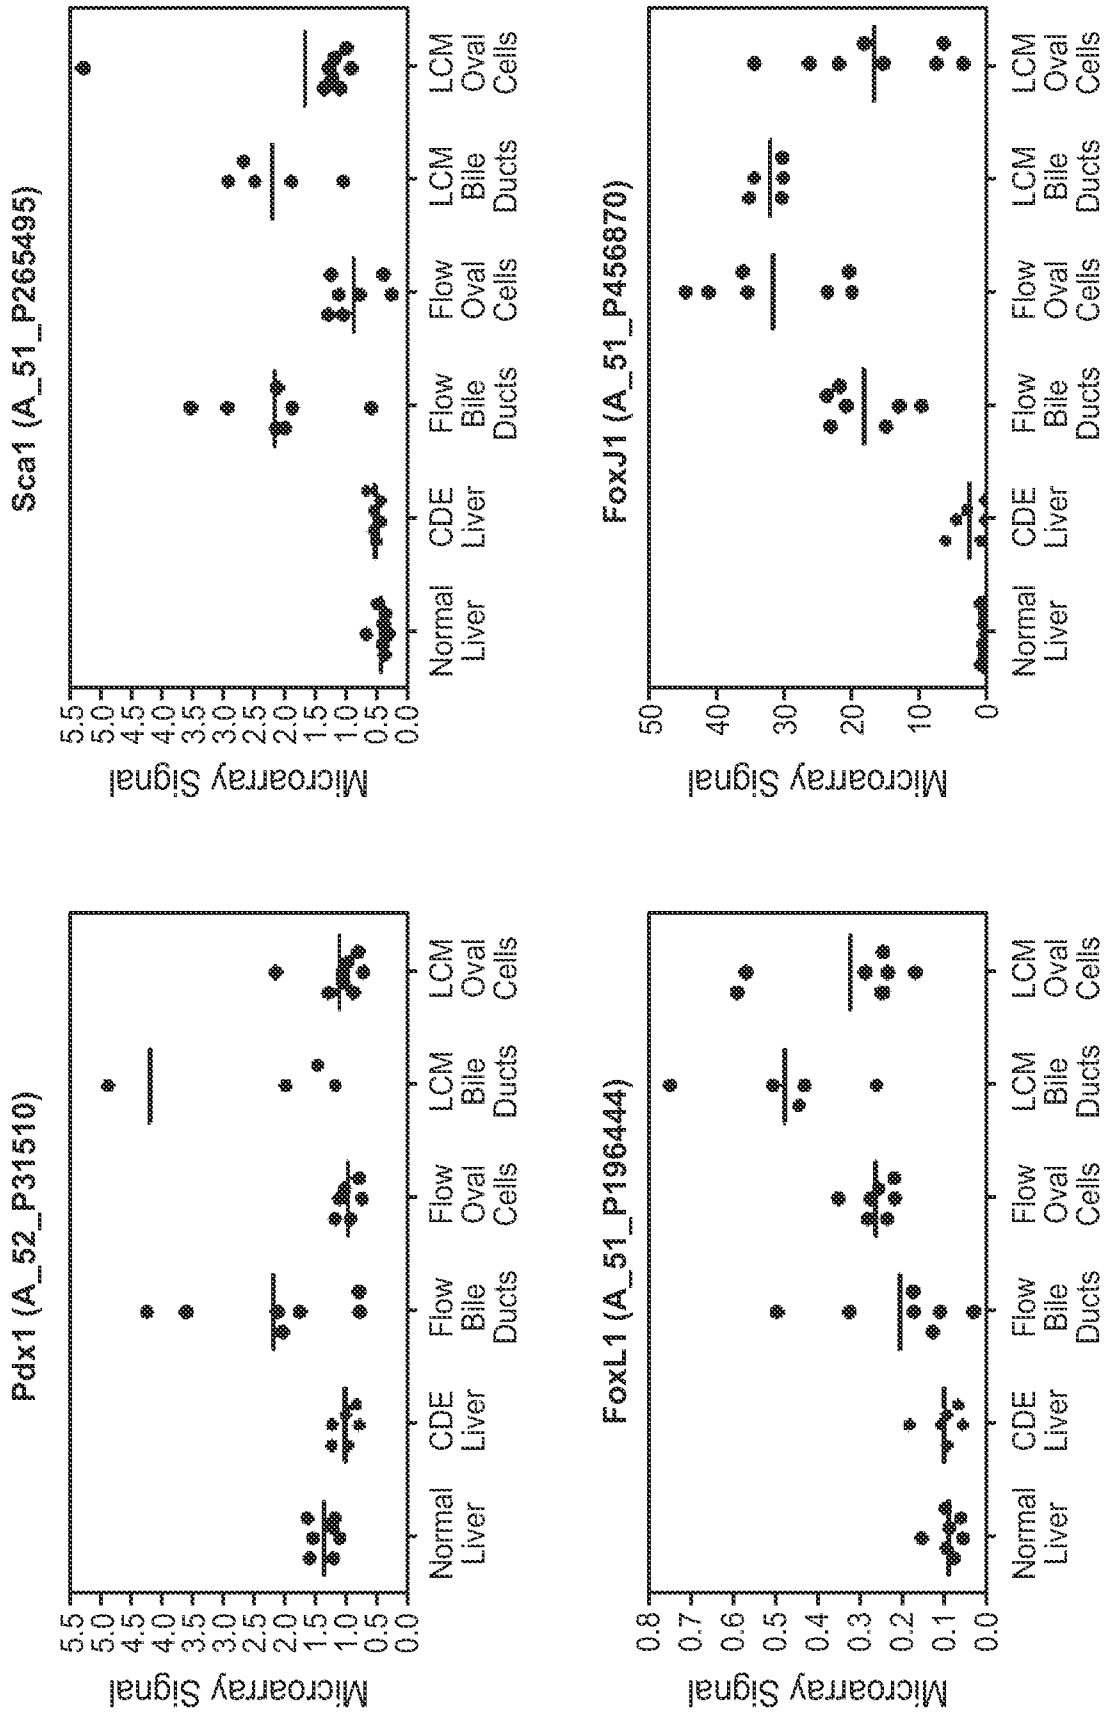 Pdx1 (A_52_P31510)
Microarray Signal
5.5
5.0
4.5
4.0
3.5
3.0
2.5
2.0
1.5
1.0
0.5
0.0
Normal Liver
CDE Liver
Flow Bile Ducts
Flow Oval Cells
LCM Bile Ducts
LCM Oval Cells
Sca1 (A_51_P265495)
Microarray Signal
5.5
5.0
4.5
4.0
3.5
3.0
2.5
2.0
1.5
1.0
0.5
0.0
Normal Liver
CDE Liver
Flow Bile Ducts
Flow Oval Cells
LCM Bile Ducts
LCM Oval Cells
FoxL1 (A_51_P196444)
Microarray Signal
0.8
0.7
0.6
0.5
0.4
0.3
0.2
0.1
0.0
Normal Liver
CDE Liver
Flow Bile Ducts
Flow Oval Cells
LCM Bile Ducts
LCM Oval Cells
FoxJ1 (A_51_P456870)
Microarray Signal
50
40
30
20
10
0
Normal Liver
CDE Liver
Flow Bile Ducts
Flow Oval Cells
LCM Bile Ducts
LCM Oval Cells